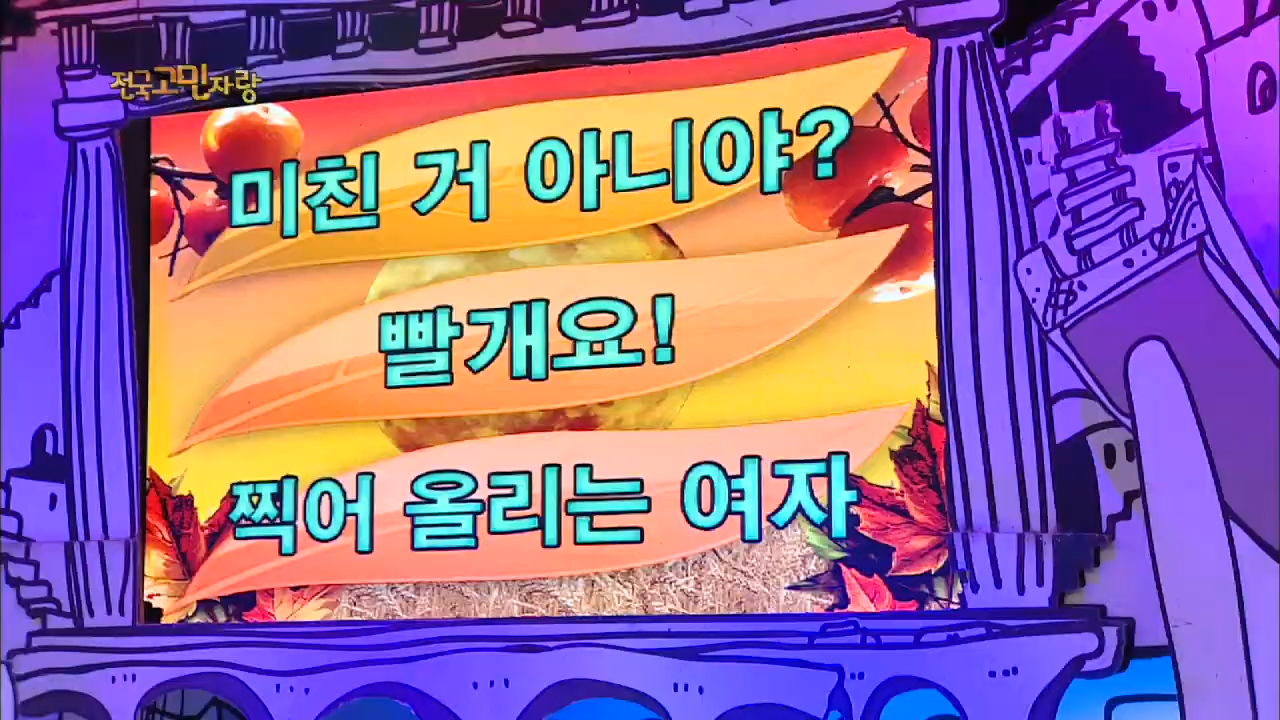 전국고민자랑
미친 거 아니야?
빨개요!
찍어 올리는 여자